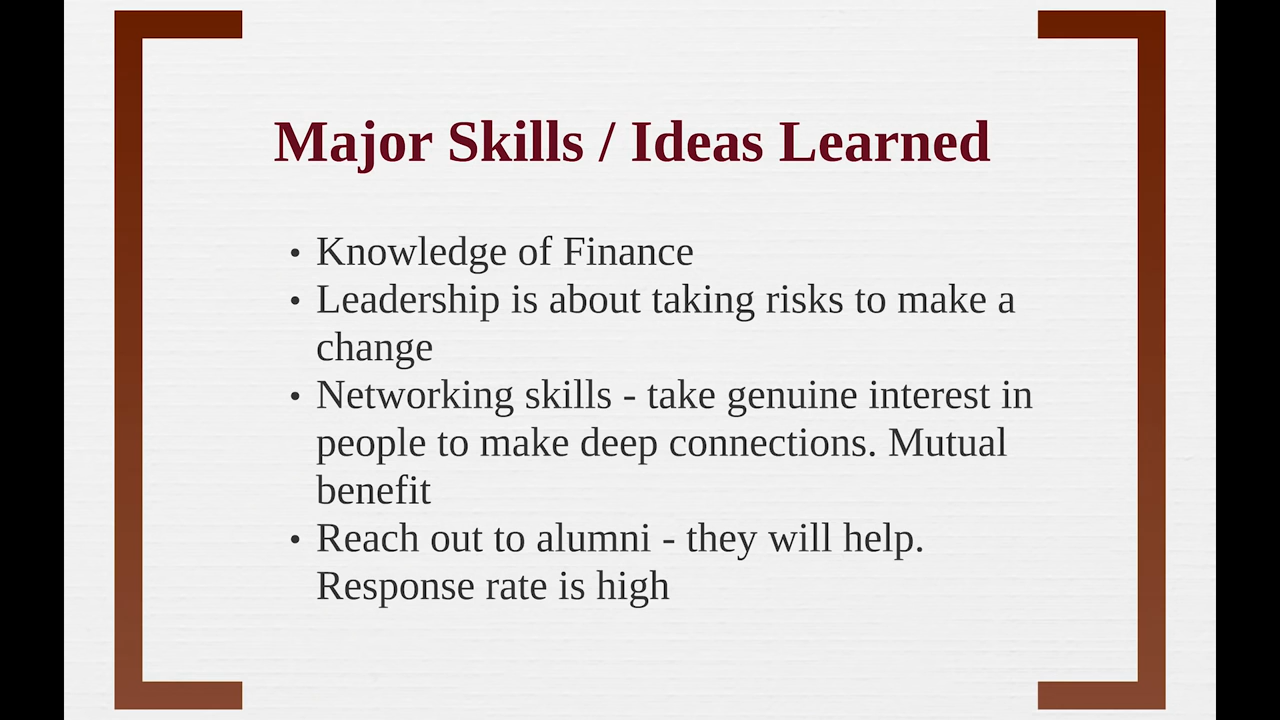 Major Skills / Ideas Learned
• Knowledge of Finance
• Leadership is about taking risks to make a
change
• Networking skills - take genuine interest in
people to make deep connections. Mutual
benefit
• Reach out to alumni - they will help.
Response rate is high